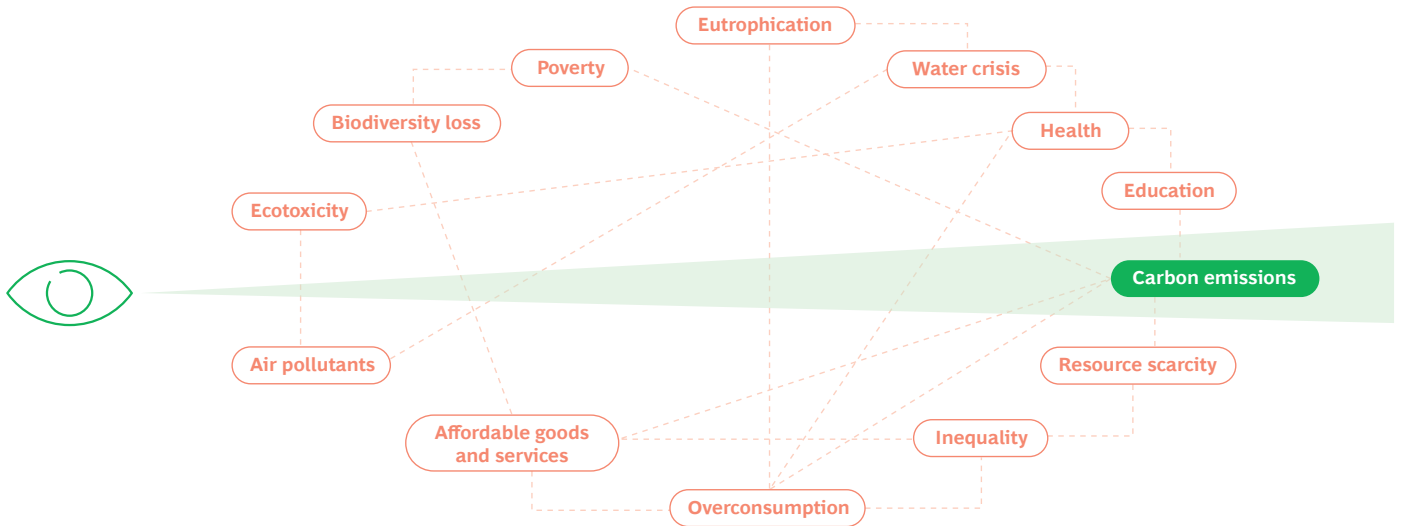 Eutrophication
Poverty
Water crisis
Biodiversity loss
Health
Education
Ecotoxicity
Carbon emissions
Air pollutants
Resource scarcity
Affordable goods
and services
Inequality
Overconsumption